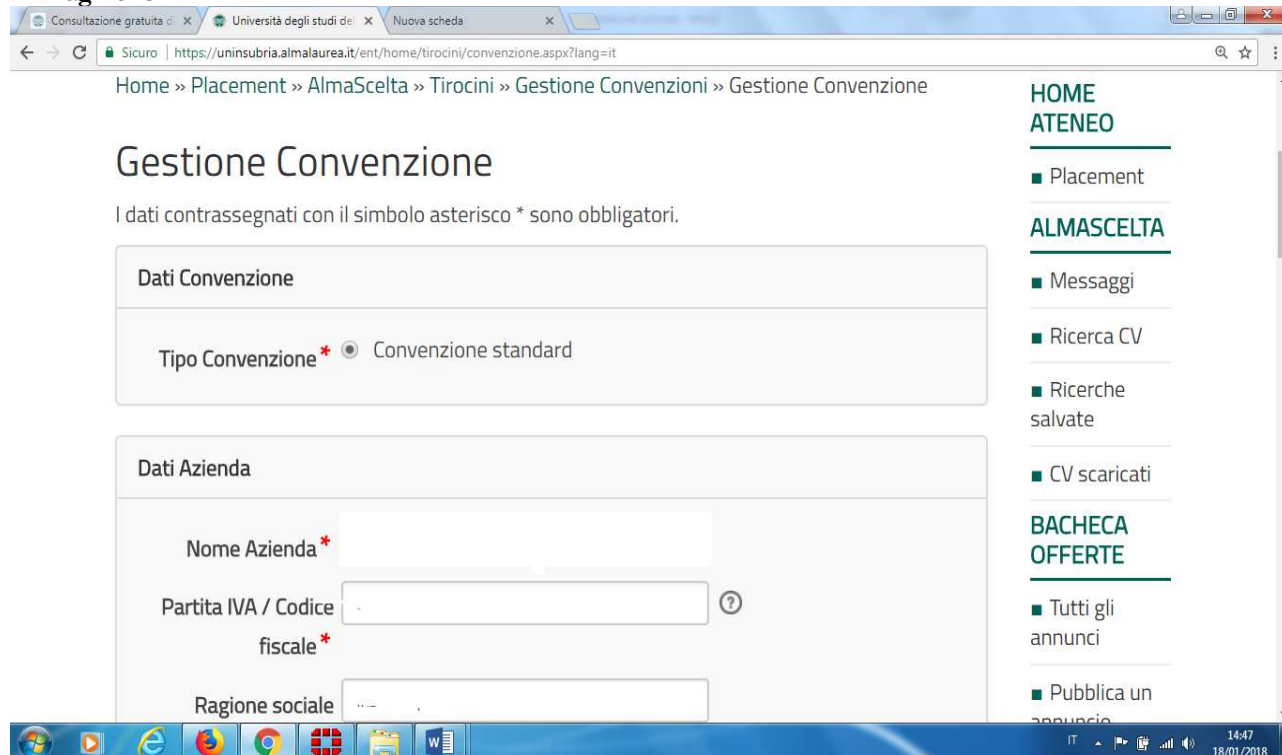 Consultazione gratuita d
Università degli studi del
Nuova scheda
Sicuro | https://uninsubria.almalaurea.it/ent/home/tirocini/convenzione.aspx?lang=it
Home » Placement » AlmaScelta » Tirocini » Gestione Convenzioni » Gestione Convenzione
Gestione Convenzione
I dati contrassegnati con il simbolo asterisco * sono obbligatori.
Dati Convenzione
Tipo Convenzione * Convenzione standard
Dati Azienda
Nome Azienda *
Partita IVA / Codice
fiscale *
Ragione sociale
HOME
ATENEO
Placement
ALMASCELTA
Messaggi
Ricerca CV
Ricerche
salvate
CV scaricati
BACHECA
OFFERTE
Tutti gli
annunci
Pubblica un
annuncio
IT
14:47
18/01/2018